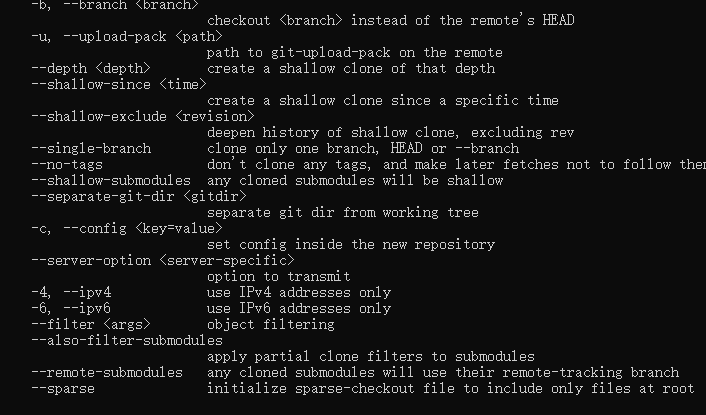 -b, --branch <branch>
checkout <branch> instead of the remote's HEAD
-u, --upload-pack <path>
path to git-upload-pack on the remote
--depth <depth> create a shallow clone of that depth
--shallow-since <time>
create a shallow clone since a specific time
--shallow-exclude <revision>
deepen history of shallow clone, excluding rev
--single-branch clone only one branch, HEAD or --branch
--no-tags don't clone any tags, and make later fetches not to follow them
--shallow-submodules any cloned submodules will be shallow
--separate-git-dir <gitdir>
separate git dir from working tree
-c, --config <key=value>
set config inside the new repository
--server-option <server-specific>
option to transmit
-4, --ipv4 use IPv4 addresses only
-6, --ipv6 use IPv6 addresses only
--filter <args> object filtering
--also-filter-submodules
apply partial clone filters to submodules
--remote-submodules any cloned submodules will use their remote-tracking branch
--sparse initialize sparse-checkout file to include only files at root